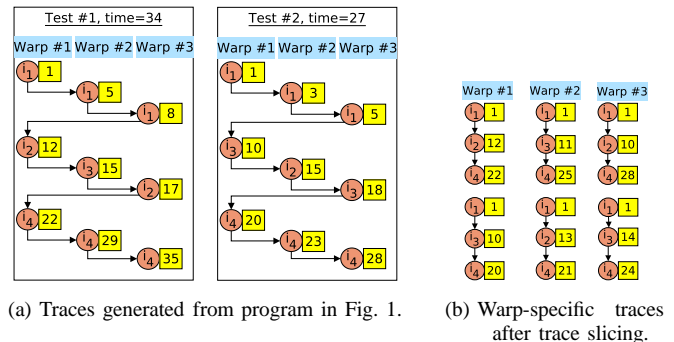 Test #1, time=34
Warp #1 Warp #2 Warp #3
i1 1
i1 5
i1 8
i2 12
i3 15
i2 17
i4 22
i4 29
i4 35
Test #2, time=27
Warp #1 Warp #2 Warp #3
i1 1
i1 3
i1 5
i3 10
i2 15
i3 18
i4 20
i4 23
i4 28
(a) Traces generated from program in Fig. 1.
Warp #1 Warp #2 Warp #3
i1 1 i1 1 i1 1
i2 12 i3 11 i2 10
i4 22 i4 25 i4 28
i1 1 i1 1 i1 1
i3 10 i2 13 i3 14
i4 20 i4 21 i4 24
(b) Warp-specific traces
after trace slicing.